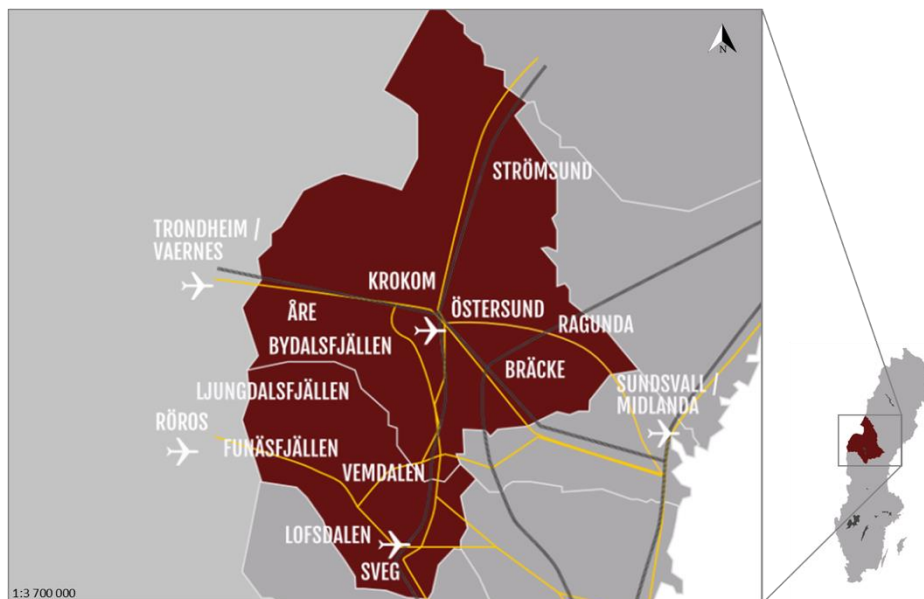 N
STRÖMSUND
TRONDHEIM /
VAERNES
KROKOM
ÅRE
ÖSTERSUND
RAGUNDA
BYDALSFJÄLLEN
BRÄCKE
LJUNGDALSFJÄLLEN
SUNDSVALL /
MIDLANDA
RÖROS
FUNÄSFJÄLLEN
VEMDALEN
LOFSDALEN
SVEG
1:3 700 000